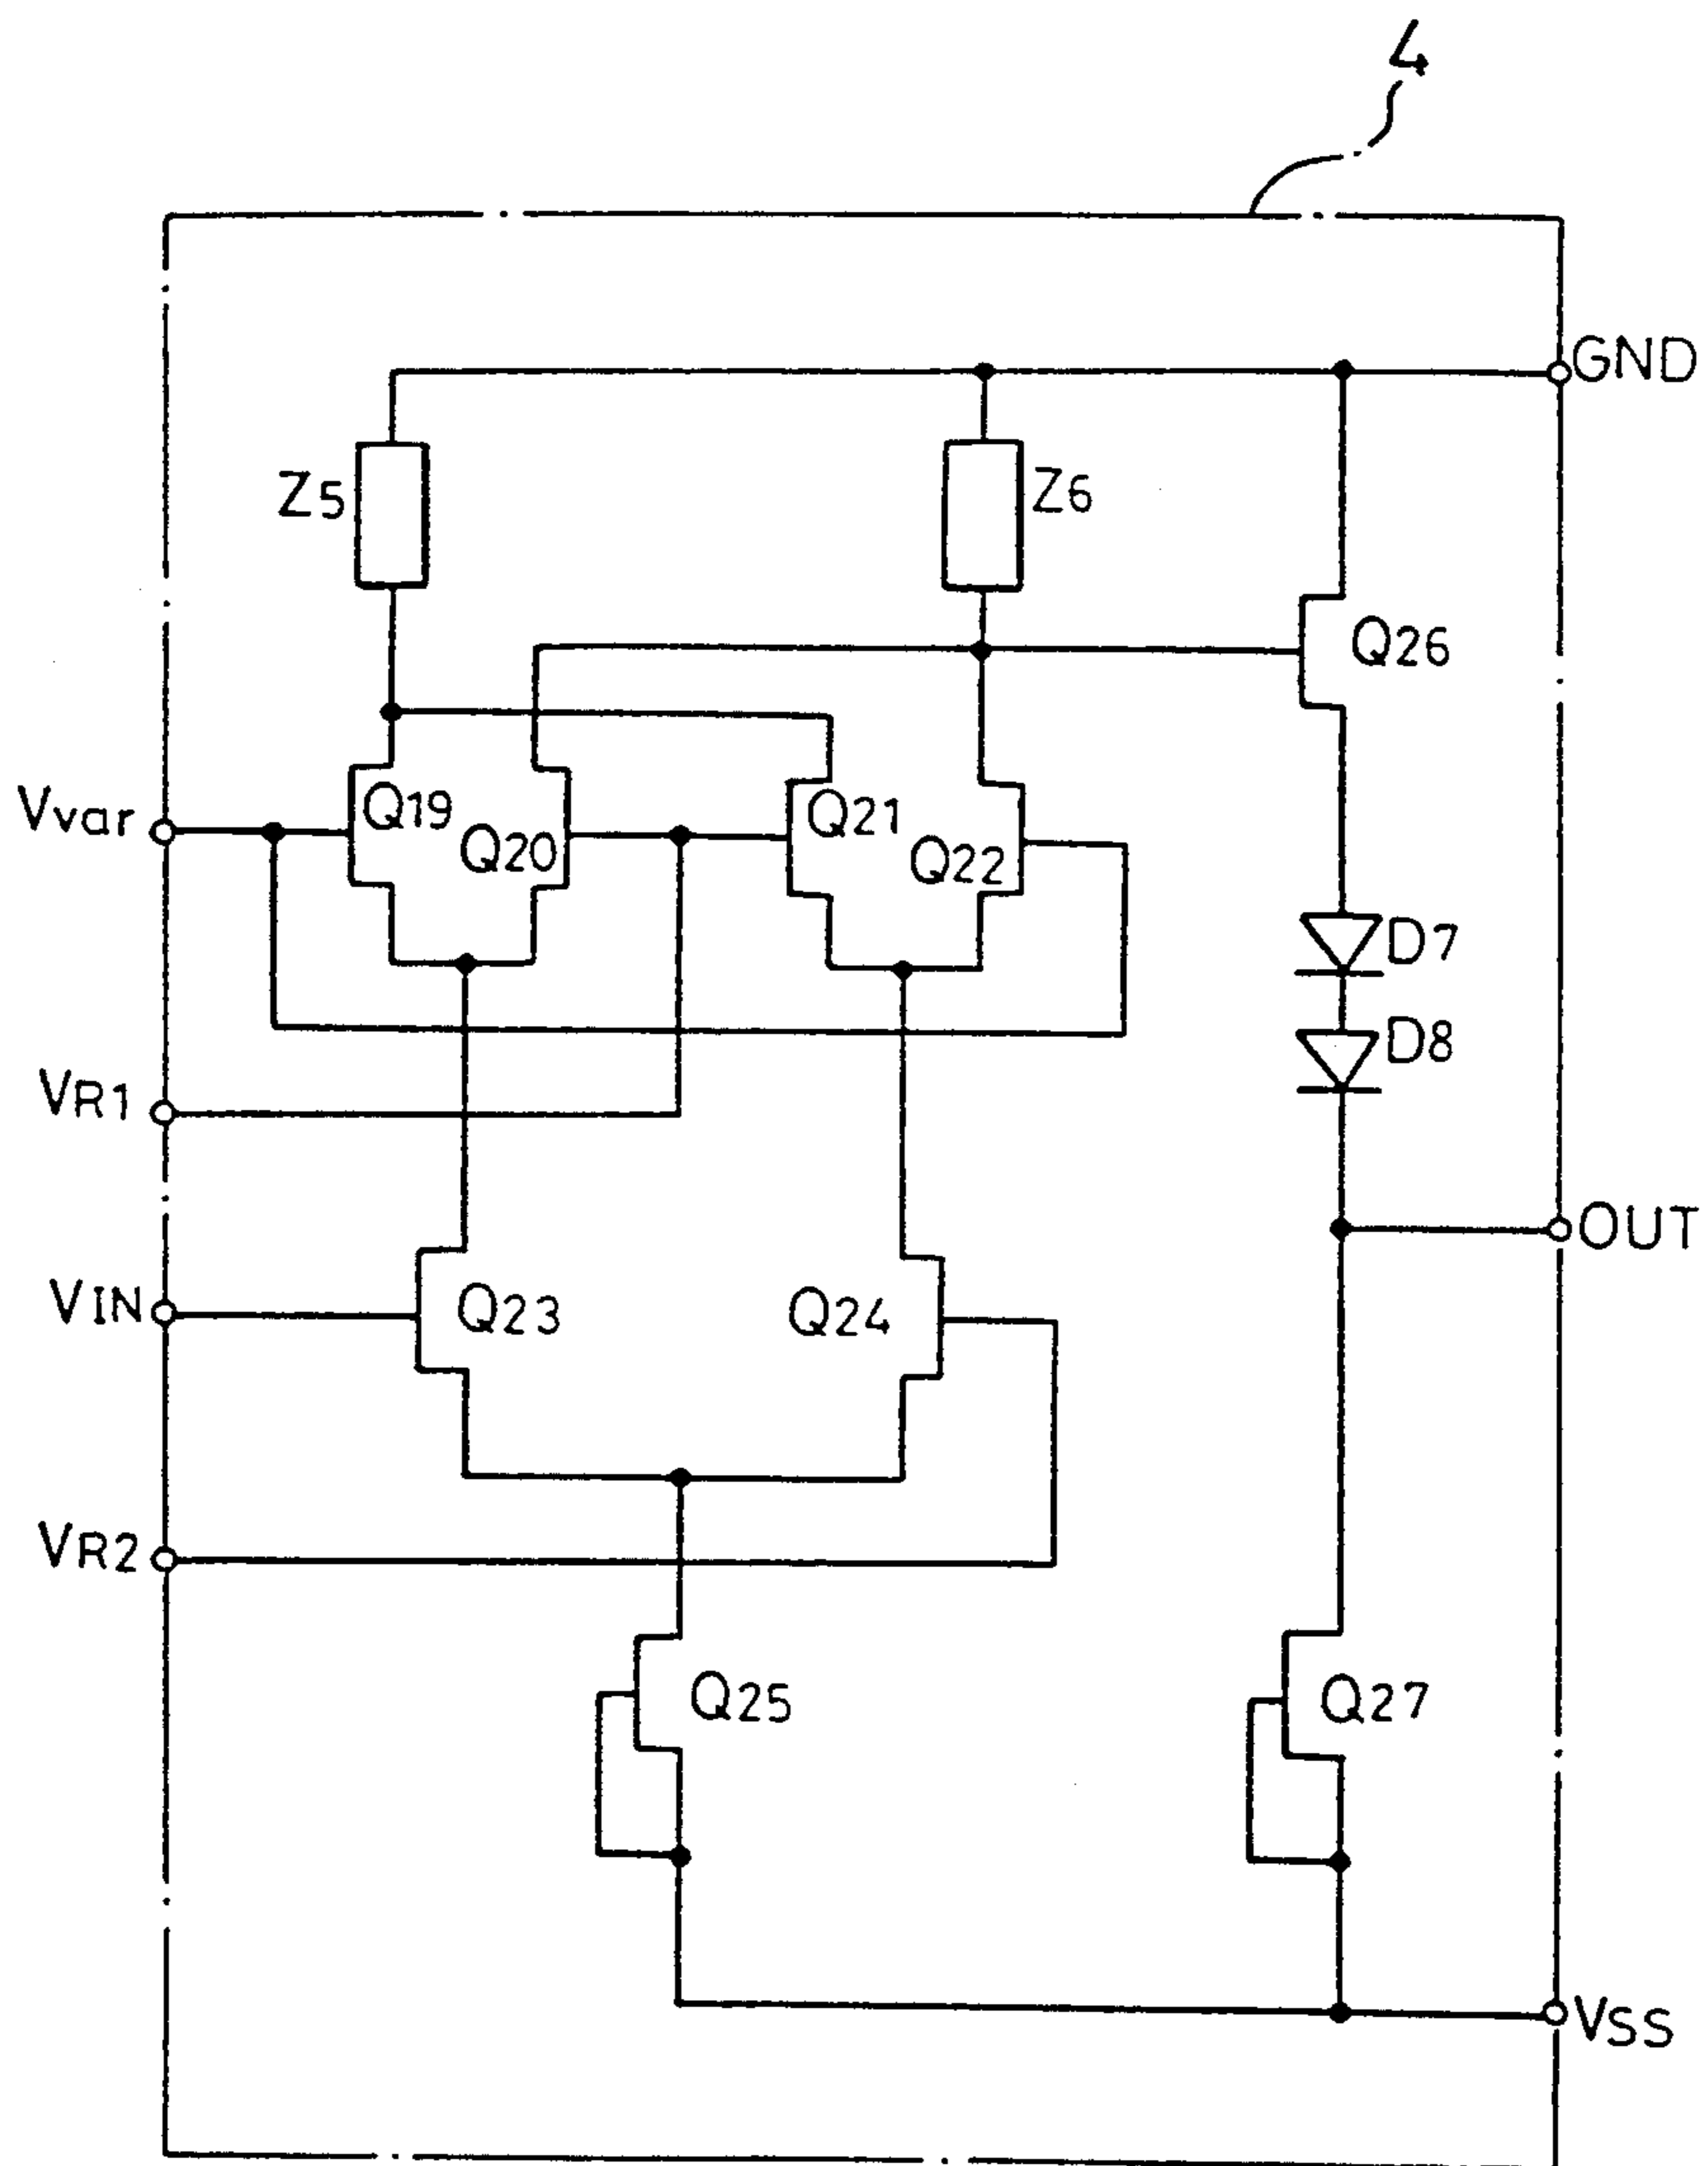 4
GND
Z5
Z6
Q26
Vvar
Q19
Q20
Q21
Q22
D7
D8
VR1
OUT
VIN
Q23
Q24
VR2
Q25
Q27
VSS